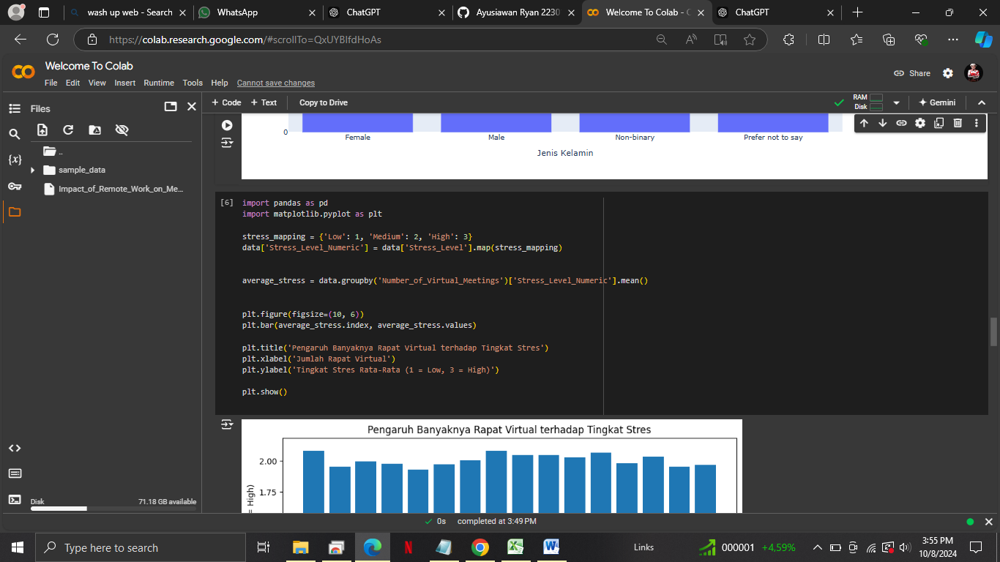 wash up web - Search
WhatsApp
ChatGPT
Ayusiawan Ryan 2230
Welcome To Colab - C
ChatGPT
https://colab.research.google.com/#scrollTo=QxUYBIfdHoAs
Welcome To Colab
File Edit View Insert Runtime Tools Help Cannot save changes
Share
Files
+ Code + Text Copy to Drive
RAM
Disk
Gemini
..
sample_data
Impact_of_Remote_Work_on_Me...
{x}
0
Female Male Non-binary Prefer not to say
Jenis Kelamin
[6]
import pandas as pd
import matplotlib.pyplot as plt
stress_mapping = {'Low': 1, 'Medium': 2, 'High': 3}
data['Stress_Level_Numeric'] = data['Stress_Level'].map(stress_mapping)
average_stress = data.groupby('Number_of_Virtual_Meetings')['Stress_Level_Numeric'].mean()
plt.figure(figsize=(10, 6))
plt.bar(average_stress.index, average_stress.values)
plt.title('Pengaruh Banyaknya Rapat Virtual terhadap Tingkat Stres')
plt.xlabel('Jumlah Rapat Virtual')
plt.ylabel('Tingkat Stres Rata-Rata (1 = Low, 3 = High)')
plt.show()
Pengaruh Banyaknya Rapat Virtual terhadap Tingkat Stres
2.00
1.75
= High)
Disk 71.18 GB available
0s completed at 3:49 PM
Type here to search
Links
000001 +4,59%
3:55 PM
10/8/2024